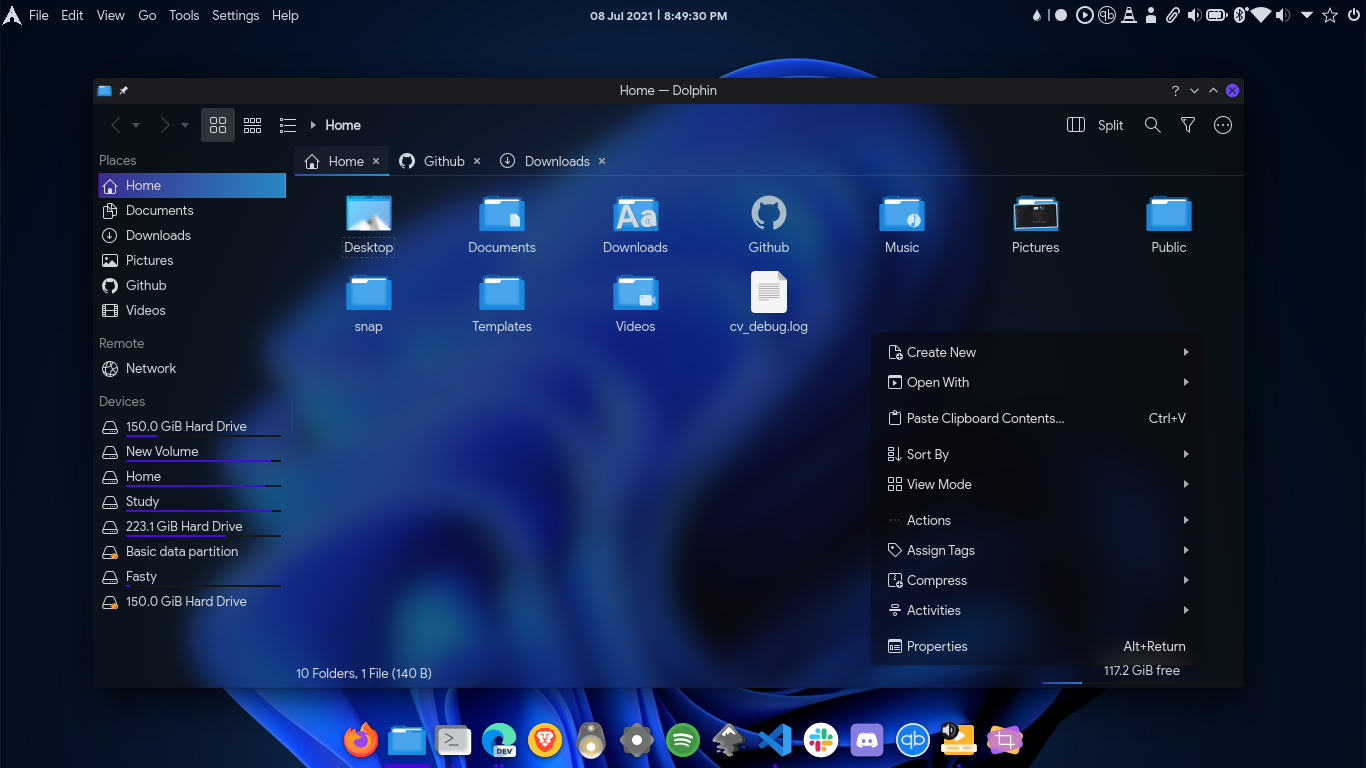 File Edit View Go Tools Settings Help
08 Jul 2021 | 8:49:30 PM
qb
Home — Dolphin
?
Home
Split
Places
Home
Documents
Downloads
Pictures
Github
Videos
Remote
Network
Devices
150.0 GiB Hard Drive
New Volume
Home
Study
223.1 GiB Hard Drive
Basic data partition
Fasty
150.0 GiB Hard Drive
Home Github Downloads
Desktop Documents Downloads Github Music Pictures Public
Aa
snap Templates Videos cv_debug.log
Create New
Open With
Paste Clipboard Contents... Ctrl+V
Sort By
View Mode
Actions
Assign Tags
Compress
Activities
Properties Alt+Return
10 Folders, 1 File (140 B)
117.2 GiB free
DEV
qb